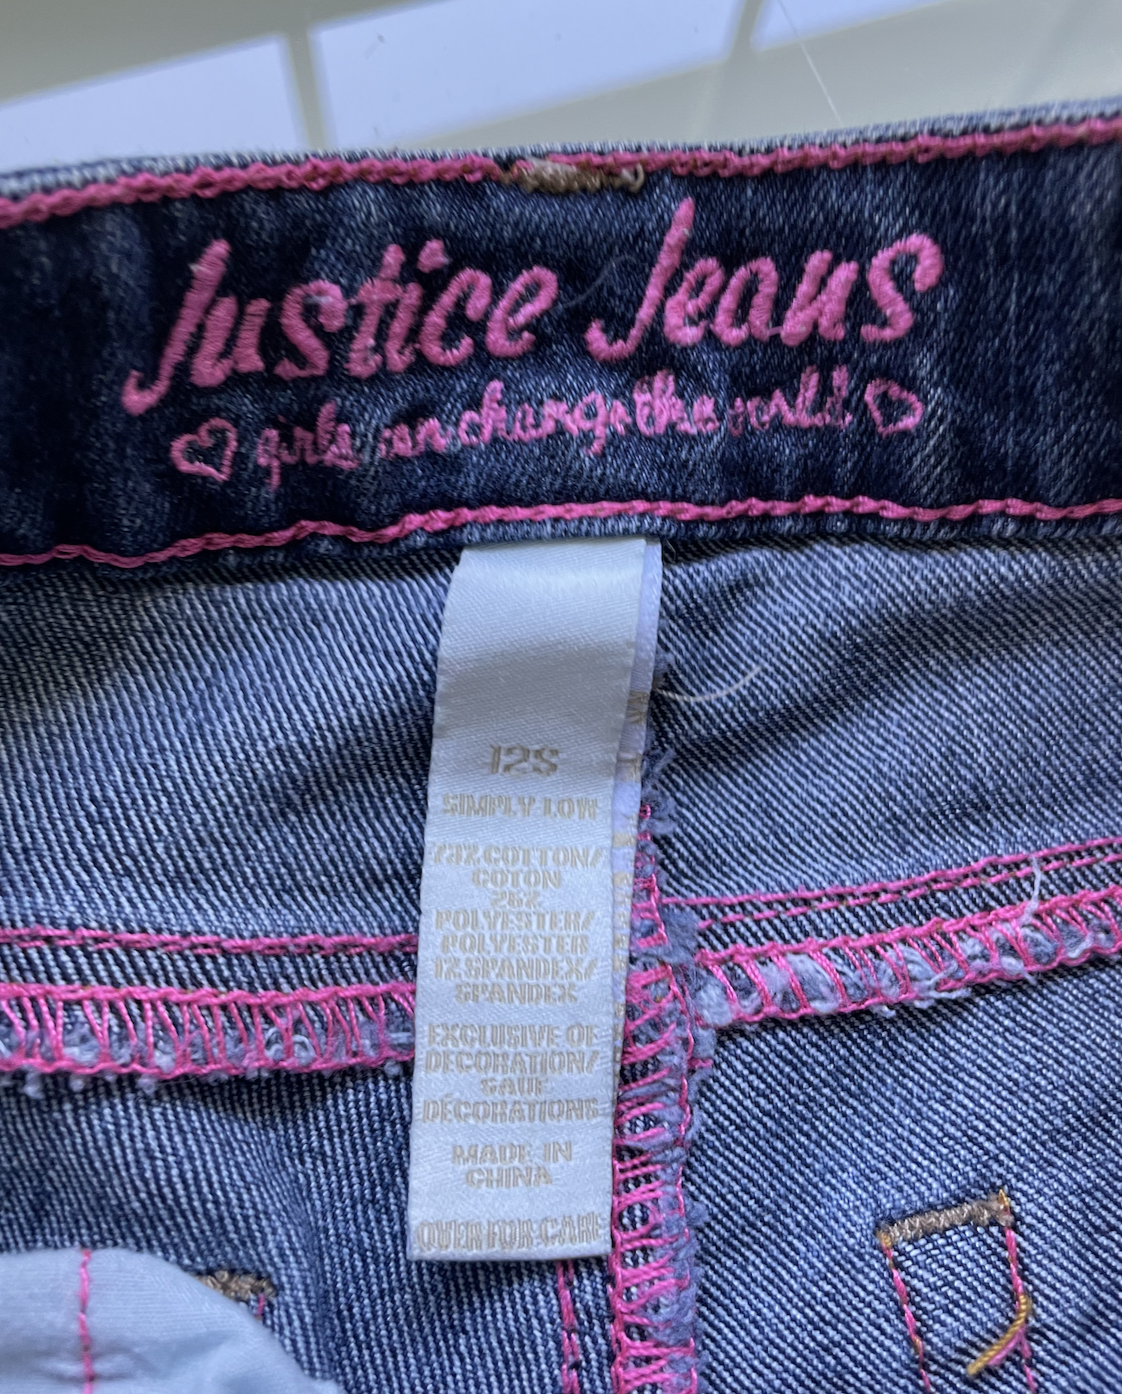 Justice Jeans
girls can change the world
12S
SIMPLY LOW
73% COTTON/
COTON
26%
POLYESTER/
POLYESTER
1% SPANDEX/
SPANDEX
EXCLUSIVE OF
DECORATION/
SAUF
DÉCORATIONS
MADE IN
CHINA
OVER FOR CARE